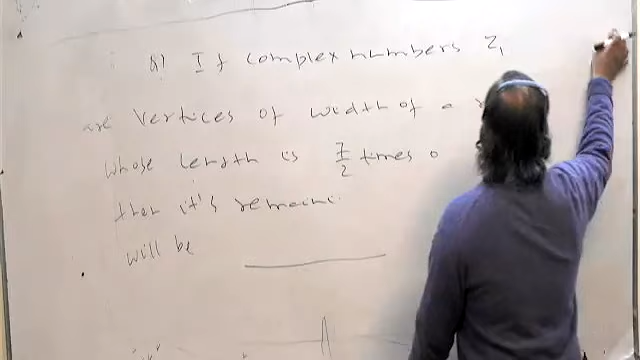 Q) If complex numbers Z1
are vertices of width of a
whose length is 7/2 times o
then it's remaini
will be